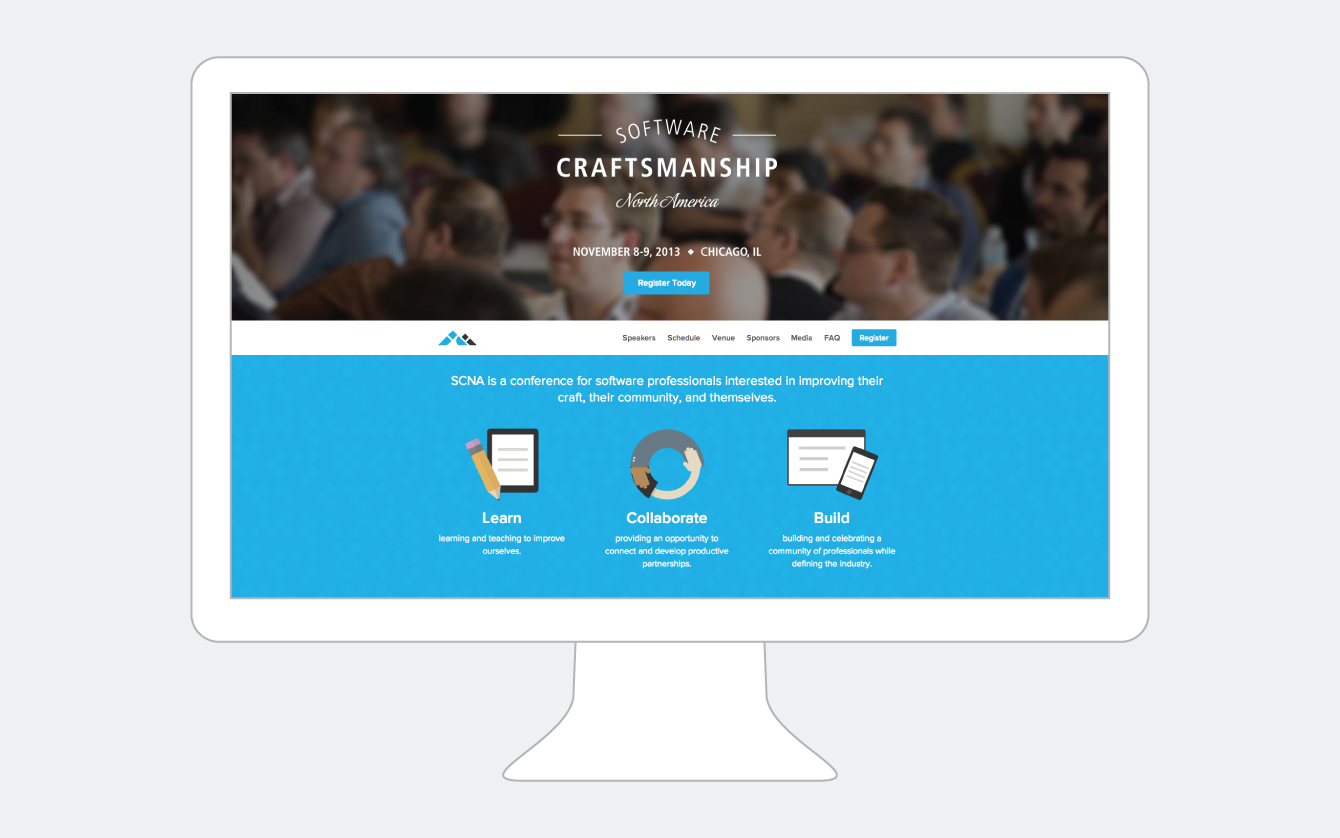 SOFTWARE
CRAFTSMANSHIP
North America
NOVEMBER 8-9, 2013 ◆ CHICAGO, IL
Register Today
Speakers Schedule Venue Sponsors Media FAQ Register
SCNA is a conference for software professionals interested in improving their
craft, their community, and themselves.
Learn
learning and teaching to improve
ourselves.
Collaborate
providing an opportunity to
connect and develop productive
partnerships.
Build
building and celebrating a
community of professionals while
defining the industry.